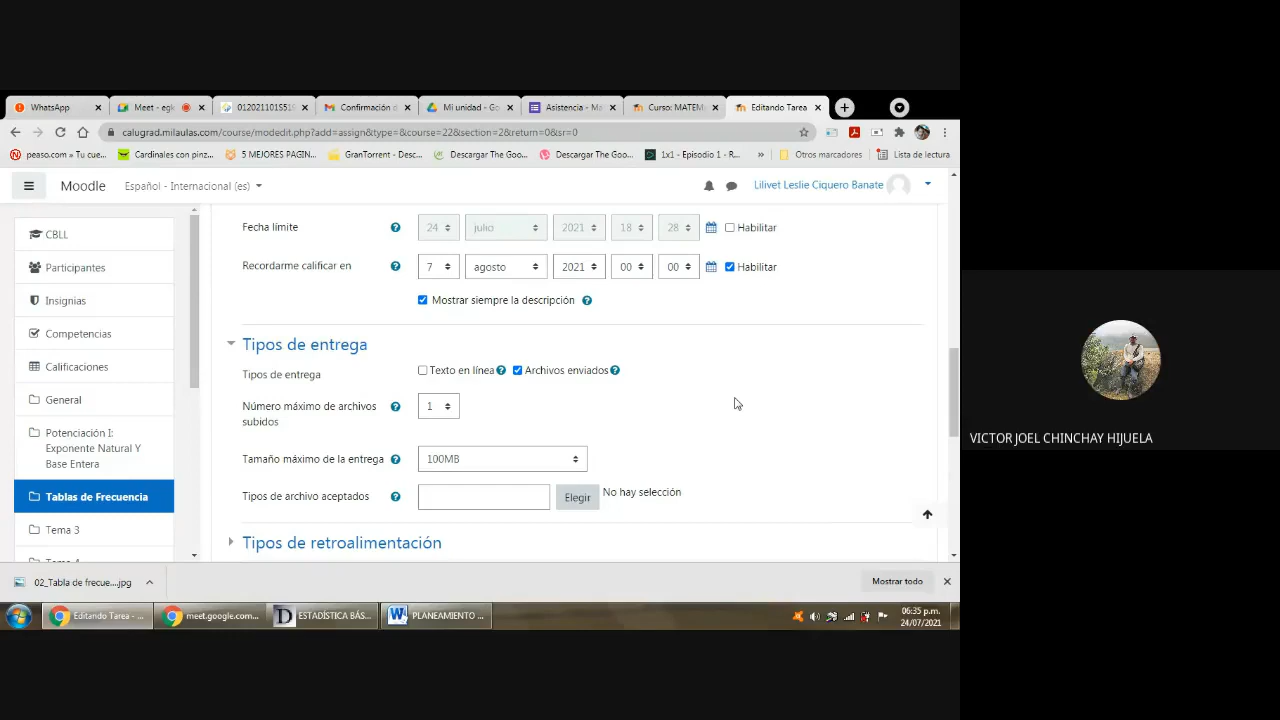 WhatsApp
Meet - egk
012021101S519
Confirmación d
Mi unidad - Go
Asistencia - Ma
Curso: MATEM
Editando Tarea
calugrad.milaulas.com/course/modedit.php?add=assign&type=&course=22&section=2&return=0&sr=0
peaso.com » Tu cue...
Cardinales con pinz...
5 MEJORES PAGIN...
GranTorrent - Desc...
Descargar The Goo...
Descargar The Goo...
1x1 - Episodio 1 - R...
»
Otros marcadores
Lista de lectura
Moodle
Español - Internacional (es)
Lilivet Leslie Ciquero Banate
CBLL
Participantes
Insignias
Competencias
Calificaciones
General
Potenciación I:
Exponente Natural Y
Base Entera
Tablas de Frecuencia
Tema 3
Fecha límite 24 julio 2021 18 28 Habilitar
Recordarme calificar en 7 agosto 2021 00 00 Habilitar
Mostrar siempre la descripción
Tipos de entrega
Tipos de entrega Texto en línea Archivos enviados
Número máximo de archivos
subidos
1
Tamaño máximo de la entrega 100MB
Tipos de archivo aceptados Elegir No hay selección
Tipos de retroalimentación
VICTOR JOEL CHINCHAY HIJUELA
02_Tabla de frecue....jpg
Mostrar todo
Editando Tarea - ...
meet.google.com...
D
ESTADÍSTICA BÁS...
PLANEAMIENTO ...
06:35 p.m.
24/07/2021